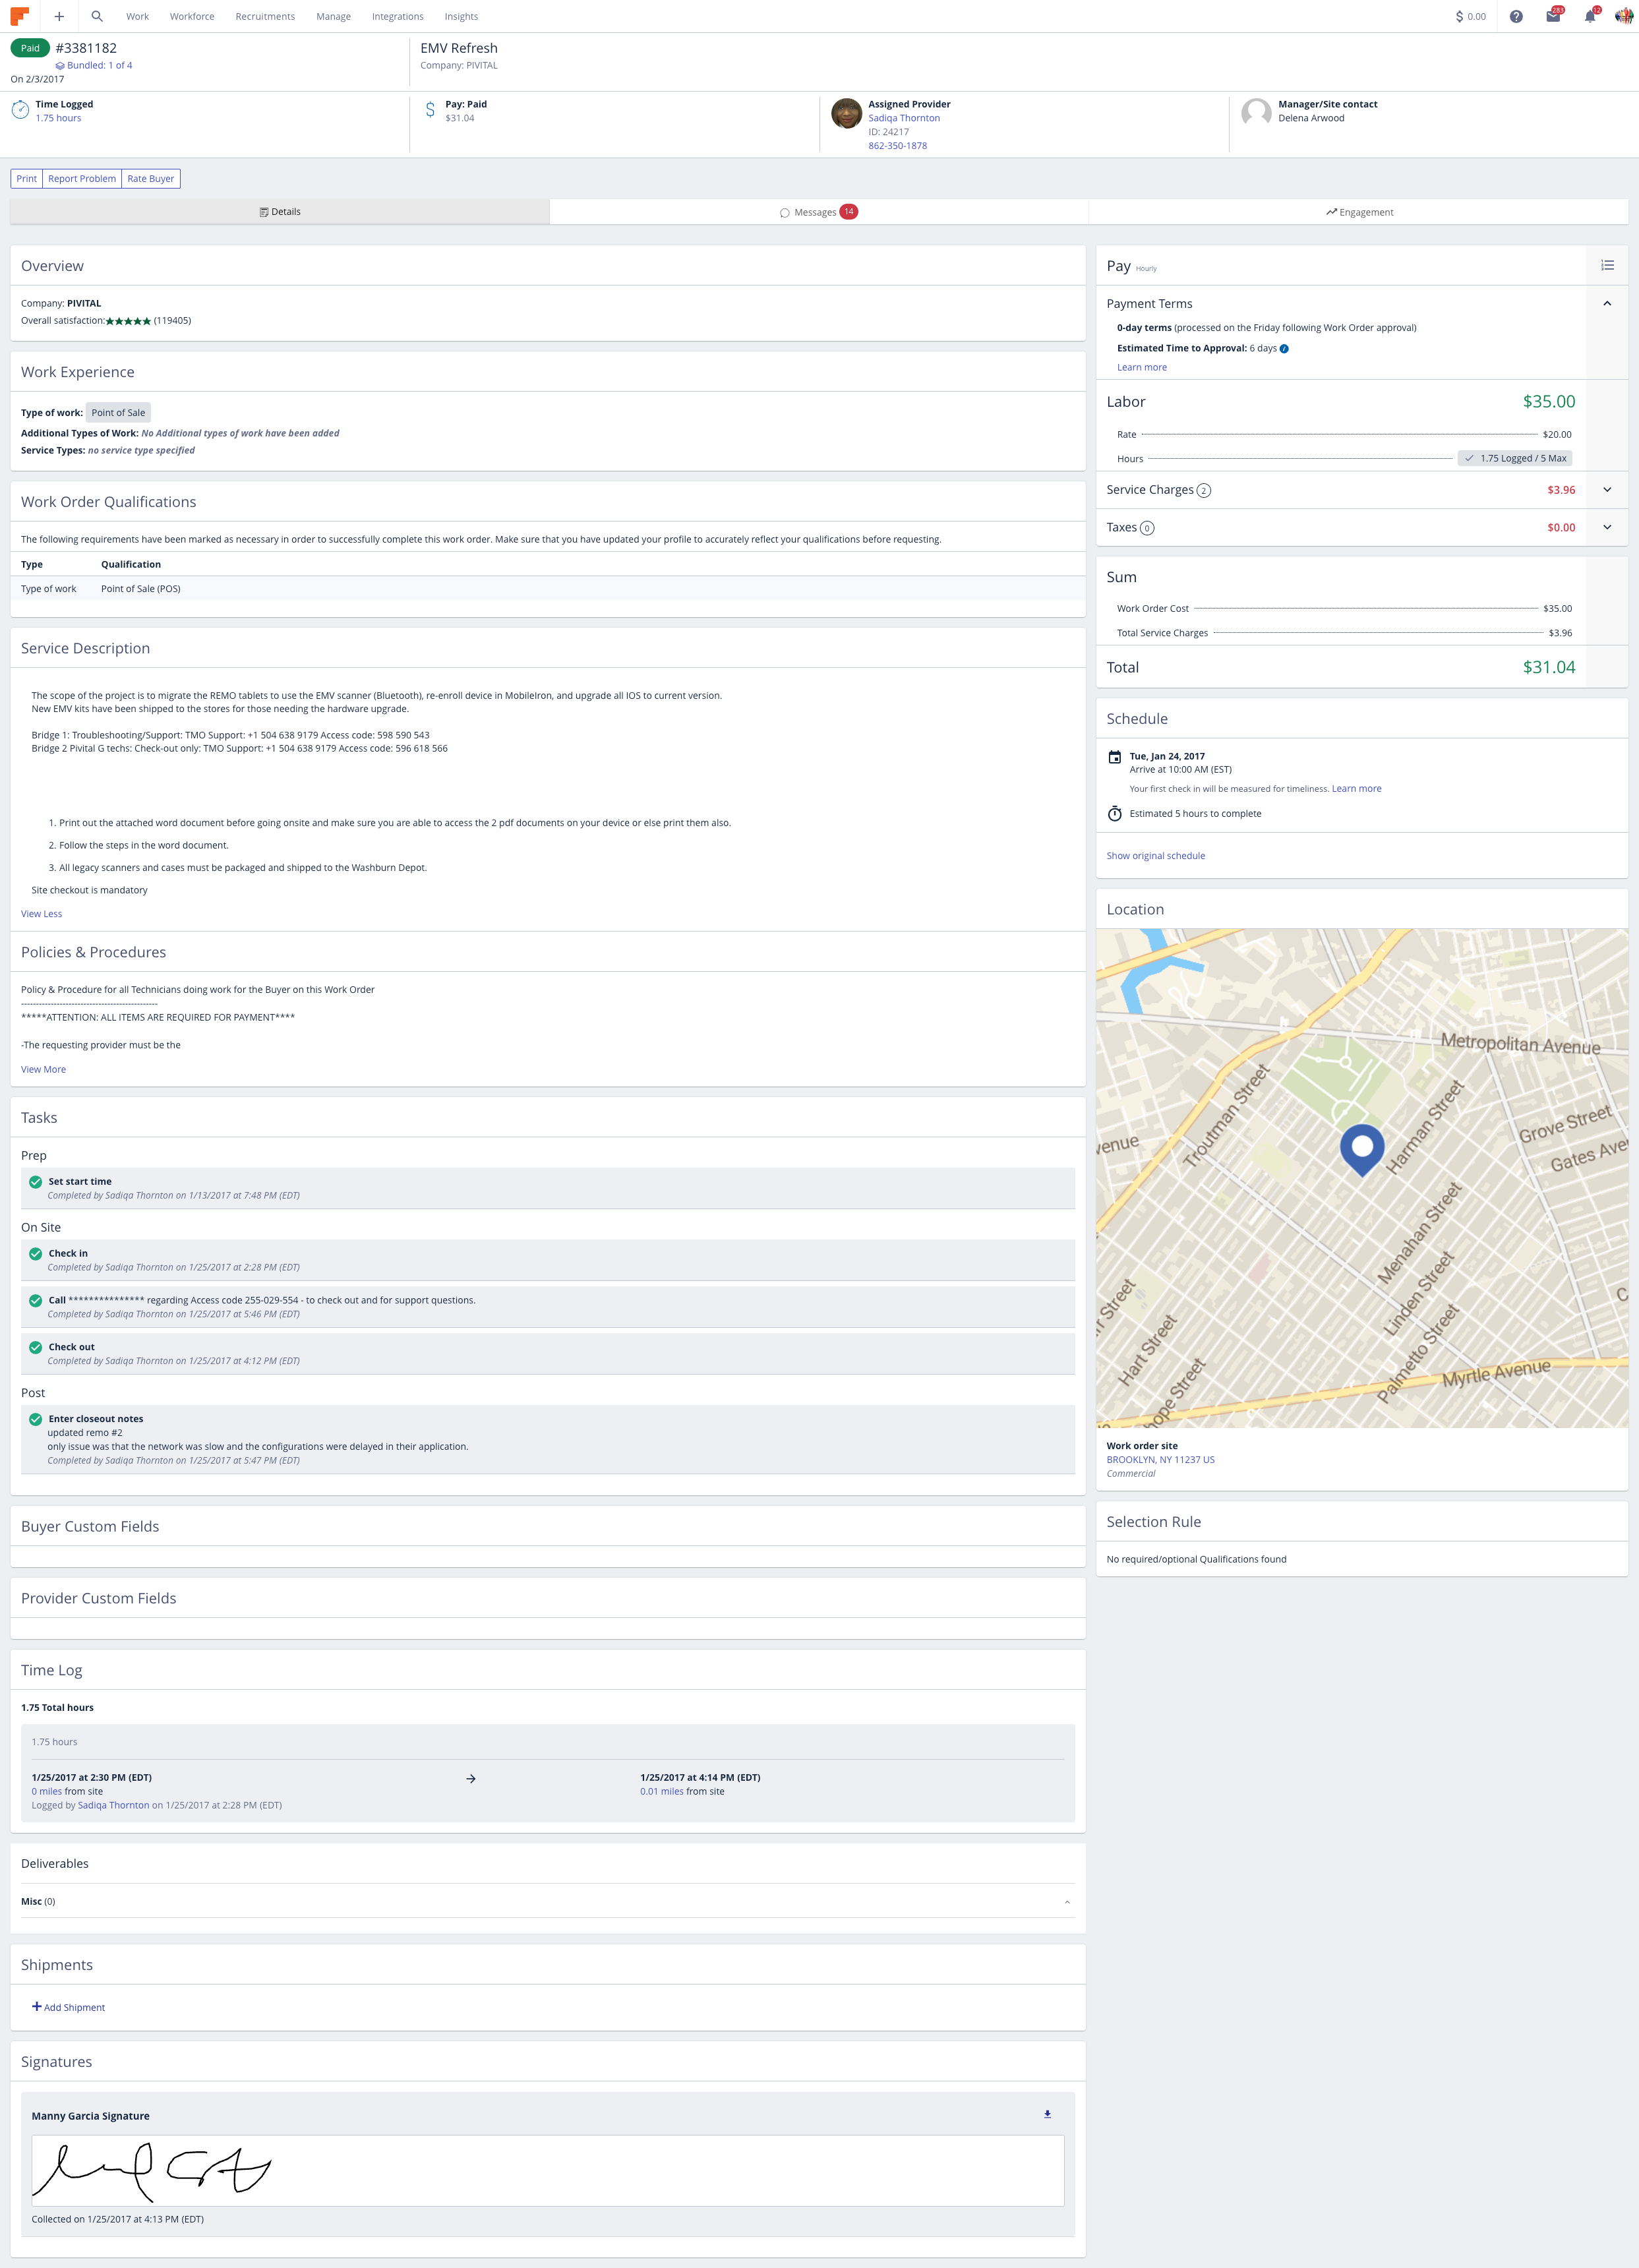 Work Workforce Recruitments Manage Integrations Insights $ 0.00 283 12
Paid #3381182
Bundled: 1 of 4
On 2/3/2017
EMV Refresh
Company: PIVITAL
Time Logged
1.75 hours
Pay: Paid
$31.04
Assigned Provider
Sadiqa Thornton
ID: 24217
862-350-1878
Manager/Site contact
Delena Arwood
Print Report Problem Rate Buyer
Details Messages 14 Engagement
Overview
Company: PIVITAL
Overall satisfaction:★★★★★ (119405)
Work Experience
Type of work: Point of Sale
Additional Types of Work: No Additional types of work have been added
Service Types: no service type specified
Work Order Qualifications
The following requirements have been marked as necessary in order to successfully complete this work order. Make sure that you have updated your profile to accurately reflect your qualifications before requesting.
Type Qualification
Type of work Point of Sale (POS)
Service Description
The scope of the project is to migrate the REMO tablets to use the EMV scanner (Bluetooth), re-enroll device in MobileIron, and upgrade all IOS to current version.
New EMV kits have been shipped to the stores for those needing the hardware upgrade.
Bridge 1: Troubleshooting/Support: TMO Support: +1 504 638 9179 Access code: 598 590 543
Bridge 2 Pivital G techs: Check-out only: TMO Support: +1 504 638 9179 Access code: 596 618 566
1. Print out the attached word document before going onsite and make sure you are able to access the 2 pdf documents on your device or else print them also.
2. Follow the steps in the word document.
3. All legacy scanners and cases must be packaged and shipped to the Washburn Depot.
Site checkout is mandatory
View Less
Policies & Procedures
Policy & Procedure for all Technicians doing work for the Buyer on this Work Order
----------------------------------------------
*****ATTENTION: ALL ITEMS ARE REQUIRED FOR PAYMENT****
-The requesting provider must be the
View More
Tasks
Prep
Set start time
Completed by Sadiqa Thornton on 1/13/2017 at 7:48 PM (EDT)
On Site
Check in
Completed by Sadiqa Thornton on 1/25/2017 at 2:28 PM (EDT)
Call *************** regarding Access code 255-029-554 - to check out and for support questions.
Completed by Sadiqa Thornton on 1/25/2017 at 5:46 PM (EDT)
Check out
Completed by Sadiqa Thornton on 1/25/2017 at 4:12 PM (EDT)
Post
Enter closeout notes
updated remo #2
only issue was that the network was slow and the configurations were delayed in their application.
Completed by Sadiqa Thornton on 1/25/2017 at 5:47 PM (EDT)
Buyer Custom Fields
Provider Custom Fields
Time Log
1.75 Total hours
1.75 hours
1/25/2017 at 2:30 PM (EDT) → 1/25/2017 at 4:14 PM (EDT)
0 miles from site 0.01 miles from site
Logged by Sadiqa Thornton on 1/25/2017 at 2:28 PM (EDT)
Deliverables
Misc (0)
Shipments
+ Add Shipment
Signatures
Manny Garcia Signature
Collected on 1/25/2017 at 4:13 PM (EDT)
Pay Hourly
Payment Terms
0-day terms (processed on the Friday following Work Order approval)
Estimated Time to Approval: 6 days
Learn more
Labor $35.00
Rate $20.00
Hours 1.75 Logged / 5 Max
Service Charges 2 $3.96
Taxes 0 $0.00
Sum
Work Order Cost $35.00
Total Service Charges $3.96
Total $31.04
Schedule
Tue, Jan 24, 2017
Arrive at 10:00 AM (EST)
Your first check in will be measured for timeliness. Learn more
Estimated 5 hours to complete
Show original schedule
Location
Metropolitan Avenue
Troutman Street
Harman Street
Grove Street
Gates Ave
venue
Menahan Street
Linden Street
Palmetto Street
Hart Street
Street
hope Street
Myrtle Avenue
Work order site
BROOKLYN, NY 11237 US
Commercial
Selection Rule
No required/optional Qualifications found